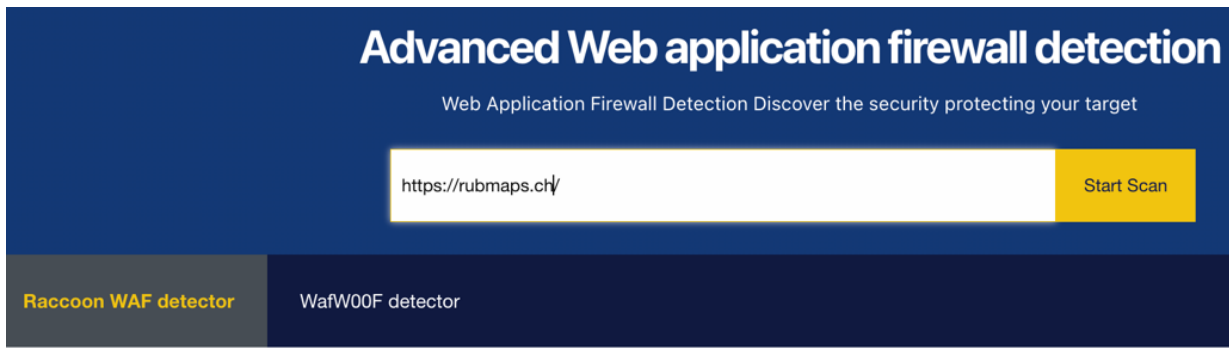 Advanced Web application firewall detection
Web Application Firewall Detection Discover the security protecting your target
https://rubmaps.ch/
Start Scan
Raccoon WAF detector
WafW00F detector